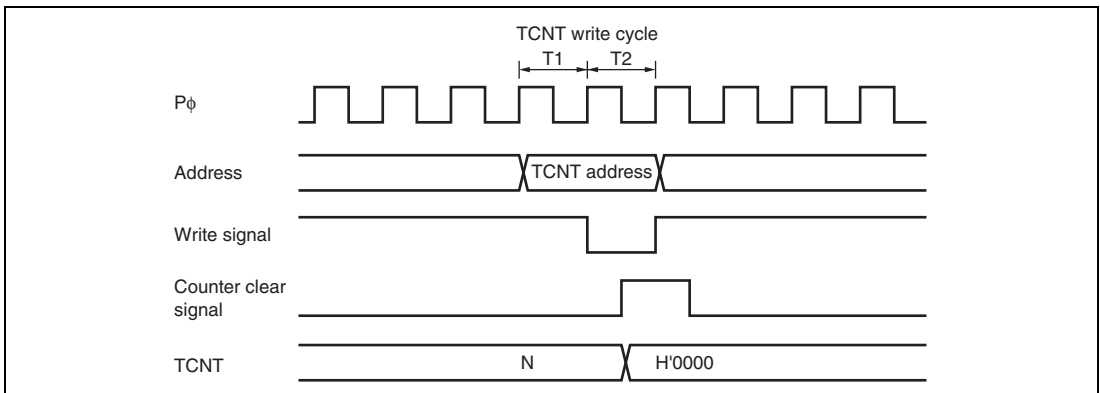 TCNT write cycle
T1 T2
Pϕ
Address
TCNT address
Write signal
Counter clear
signal
TCNT
N
H'0000